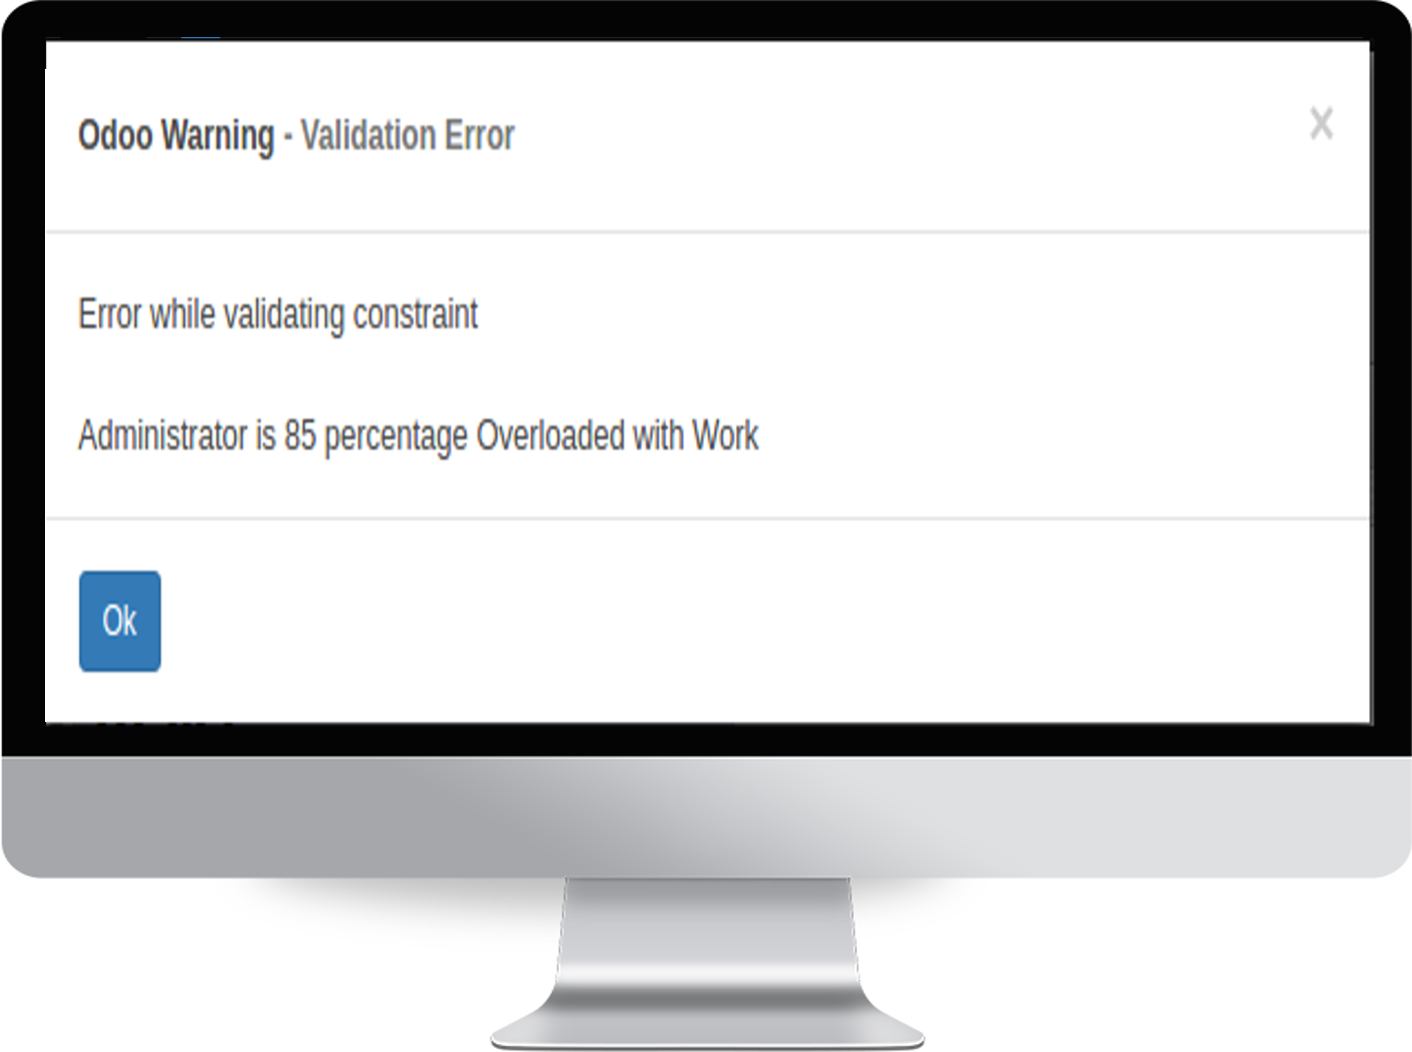 Odoo Warning - Validation Error
X
Error while validating constraint
Administrator is 85 percentage Overloaded with Work
Ok